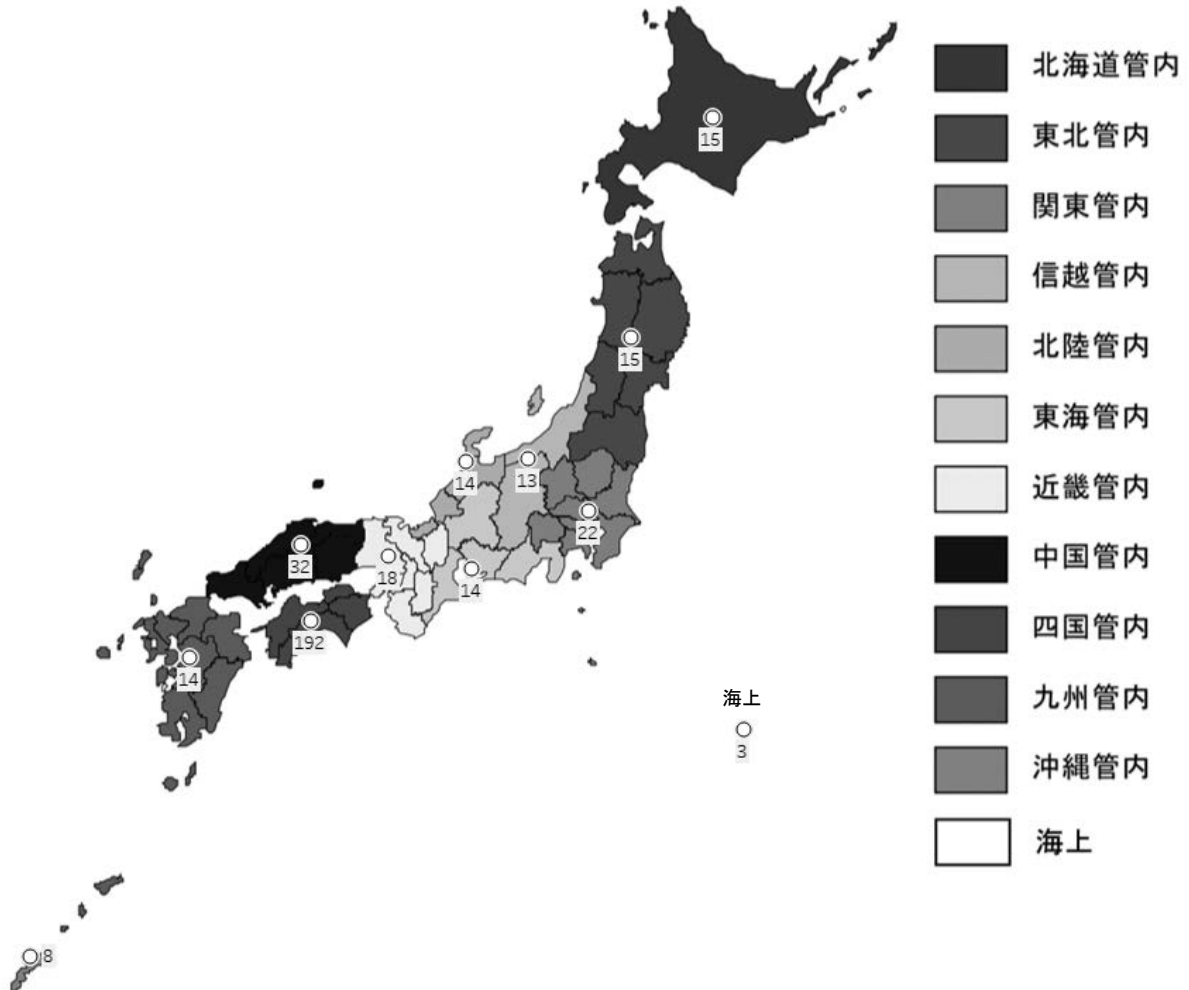 15
15
14
13
22
32
18
14
192
14
海上
3
8
北海道管内
東北管内
関東管内
信越管内
北陸管内
東海管内
近畿管内
中国管内
四国管内
九州管内
沖縄管内
海上